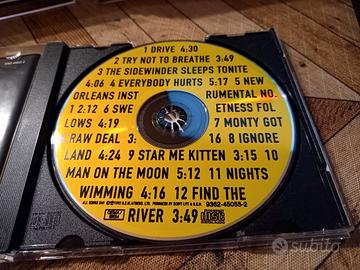 1 DRIVE 4:30
2 TRY NOT TO BREATHE 3:49
3 THE SIDEWINDER SLEEPS TONITE
4:06 4 EVERYBODY HURTS 5:17 5 NEW
ORLEANS INST RUMENTAL NO.
1 2:12 6 SWE ETNESS FOL
LOWS 4:19 7 MONTY GOT
RAW DEAL 3: 16 8 IGNORE
LAND 4:24 9 STAR ME KITTEN 3:15 10
MAN ON THE MOON 5:12 11 NIGHTS
WIMMING 4:16 12 FIND THE
RIVER 3:49
9362-45055-2
subito